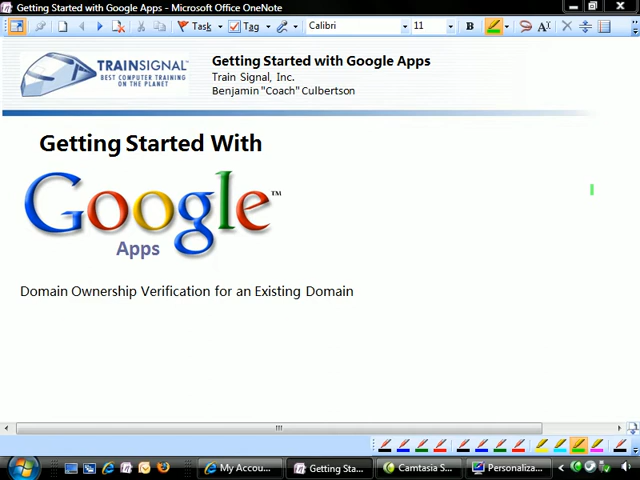 Getting Started with Google Apps - Microsoft Office OneNote
Task
Tag
Calibri
11
B
TRAINSIGNAL™
BEST COMPUTER TRAINING
ON THE PLANET
Getting Started with Google Apps
Train Signal, Inc.
Benjamin "Coach" Culbertson
Getting Started With
Google™
Apps
Domain Ownership Verification for an Existing Domain
My Accou...
Getting Sta...
Camtasia S...
Personaliza...